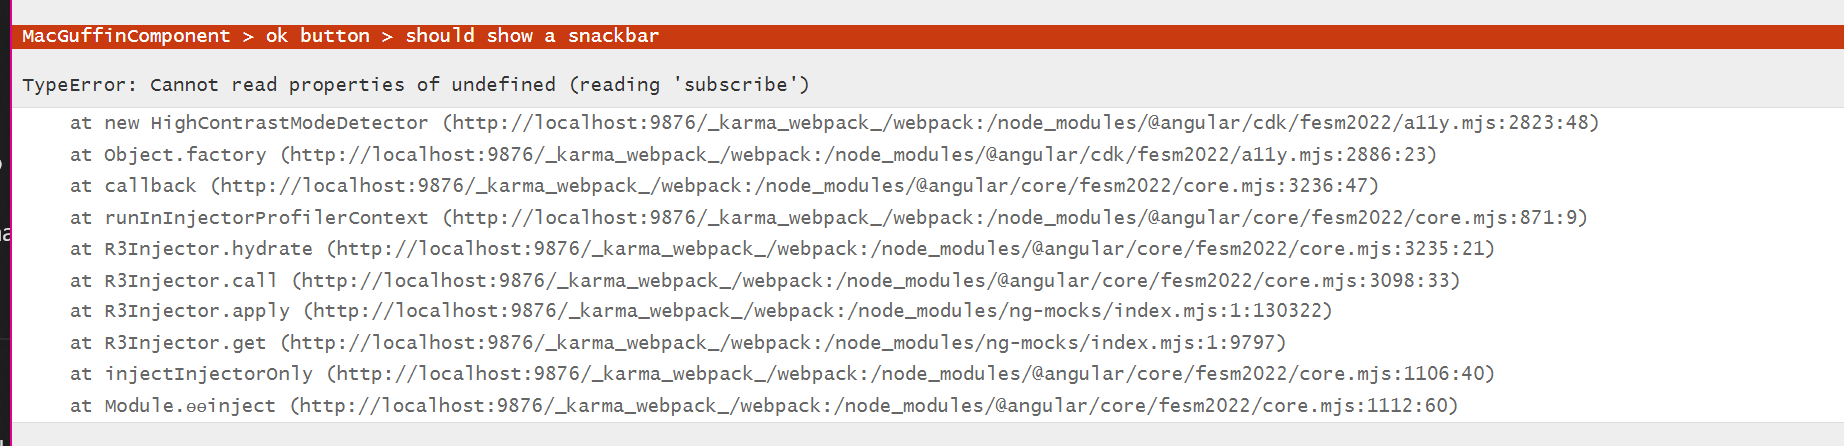 MacGuffinComponent > ok button > should show a snackbar
TypeError: Cannot read properties of undefined (reading 'subscribe')
at new HighContrastModeDetector (http://localhost:9876/_karma_webpack_/webpack:/node_modules/@angular/cdk/fesm2022/a11y.mjs:2823:48)
at Object.factory (http://localhost:9876/_karma_webpack_/webpack:/node_modules/@angular/cdk/fesm2022/a11y.mjs:2886:23)
at callback (http://localhost:9876/_karma_webpack_/webpack:/node_modules/@angular/core/fesm2022/core.mjs:3236:47)
at runInInjectorProfilerContext (http://localhost:9876/_karma_webpack_/webpack:/node_modules/@angular/core/fesm2022/core.mjs:871:9)
at R3Injector.hydrate (http://localhost:9876/_karma_webpack_/webpack:/node_modules/@angular/core/fesm2022/core.mjs:3235:21)
at R3Injector.call (http://localhost:9876/_karma_webpack_/webpack:/node_modules/@angular/core/fesm2022/core.mjs:3098:33)
at R3Injector.apply (http://localhost:9876/_karma_webpack_/webpack:/node_modules/ng-mocks/index.mjs:1:130322)
at R3Injector.get (http://localhost:9876/_karma_webpack_/webpack:/node_modules/ng-mocks/index.mjs:1:9797)
at injectInjectorOnly (http://localhost:9876/_karma_webpack_/webpack:/node_modules/@angular/core/fesm2022/core.mjs:1106:40)
at Module.ɵɵinject (http://localhost:9876/_karma_webpack_/webpack:/node_modules/@angular/core/fesm2022/core.mjs:1112:60)